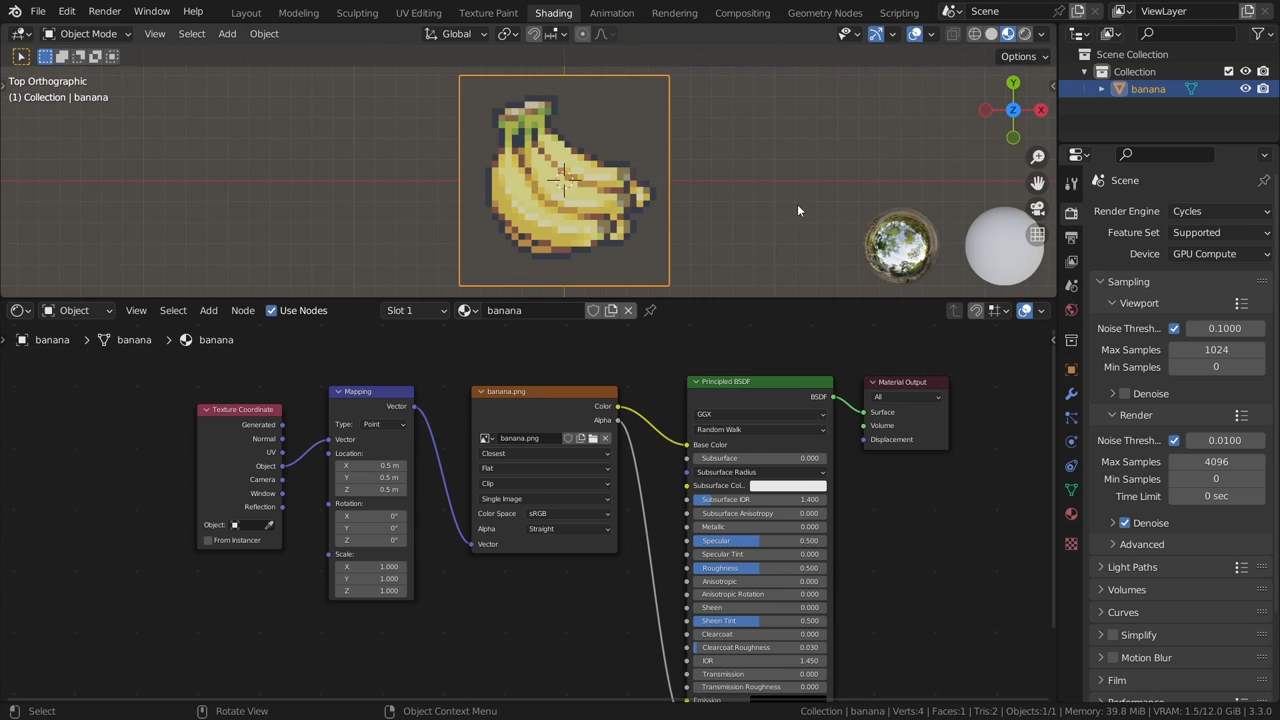 File Edit Render Window Help Layout Modeling Sculpting UV Editing Texture Paint Shading Animation Rendering Compositing Geometry Nodes Scripting Scene ViewLayer
Object Mode View Select Add Object Global
Options
Top Orthographic
(1) Collection | banana
Y
Z
X
Scene Collection
Collection
banana
Scene
Render Engine Cycles
Feature Set Supported
Device GPU Compute
Sampling
Viewport
Noise Thresh... 0.1000
Max Samples 1024
Min Samples 0
Denoise
Render
Noise Thresh... 0.0100
Max Samples 4096
Min Samples 0
Time Limit 0 sec
Denoise
Advanced
Light Paths
Volumes
Curves
Simplify
Motion Blur
Film
Performance
Object View Select Add Node Use Nodes Slot 1 banana
banana banana banana
Texture Coordinate
Generated
Normal
UV
Object
Camera
Window
Reflection
Object:
From Instancer
Mapping
Vector
Type: Point
Vector
Location:
X 0.5 m
Y 0.5 m
Z 0.5 m
Rotation:
X 0°
Y 0°
Z 0°
Scale:
X 1.000
Y 1.000
Z 1.000
banana.png
Color
Alpha
banana.png
Closest
Flat
Clip
Single Image
Color Space sRGB
Alpha Straight
Vector
Principled BSDF
BSDF
GGX
Random Walk
Base Color
Subsurface 0.000
Subsurface Radius
Subsurface Col...
Subsurface IOR 1.400
Subsurface Anisotropy 0.000
Metallic 0.000
Specular 0.500
Specular Tint 0.000
Roughness 0.500
Anisotropic 0.000
Anisotropic Rotation 0.000
Sheen 0.000
Sheen Tint 0.500
Clearcoat 0.000
Clearcoat Roughness 0.030
IOR 1.450
Transmission 0.000
Transmission Roughness 0.000
Emission
Material Output
All
Surface
Volume
Displacement
Select Rotate View Object Context Menu Collection | banana | Verts:4 | Faces:1 | Tris:2 | Objects:1/1 | Memory: 39.8 MiB | VRAM: 1.5/12.0 GiB | 3.3.0